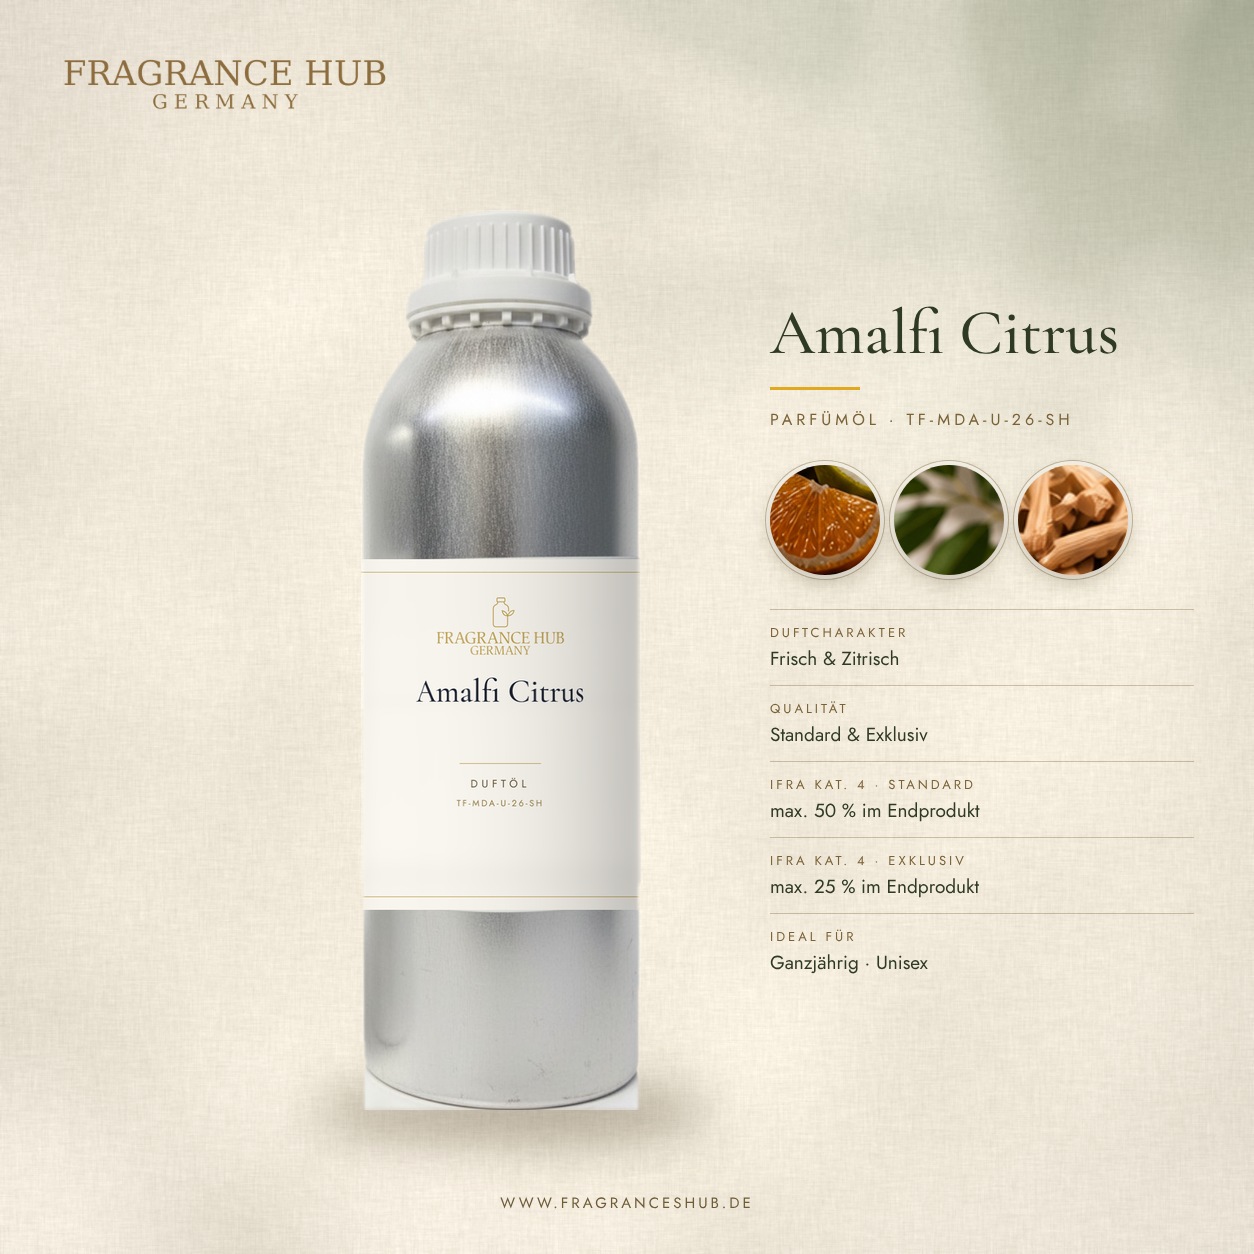 FRAGRANCE HUB
GERMANY
Amalfi Citrus
PARFÜMÖL · TF-MDA-U-26-SH
DUFTCHARAKTER
Frisch & Zitrisch
QUALITÄT
Standard & Exklusiv
IFRA KAT. 4 · STANDARD
max. 50 % im Endprodukt
IFRA KAT. 4 · EXKLUSIV
max. 25 % im Endprodukt
IDEAL FÜR
Ganzjährig · Unisex
FRAGRANCE HUB
GERMANY
Amalfi Citrus
DUFTÖL
TF-MDA-U-26-SH
WWW.FRAGRANCESHUB.DE